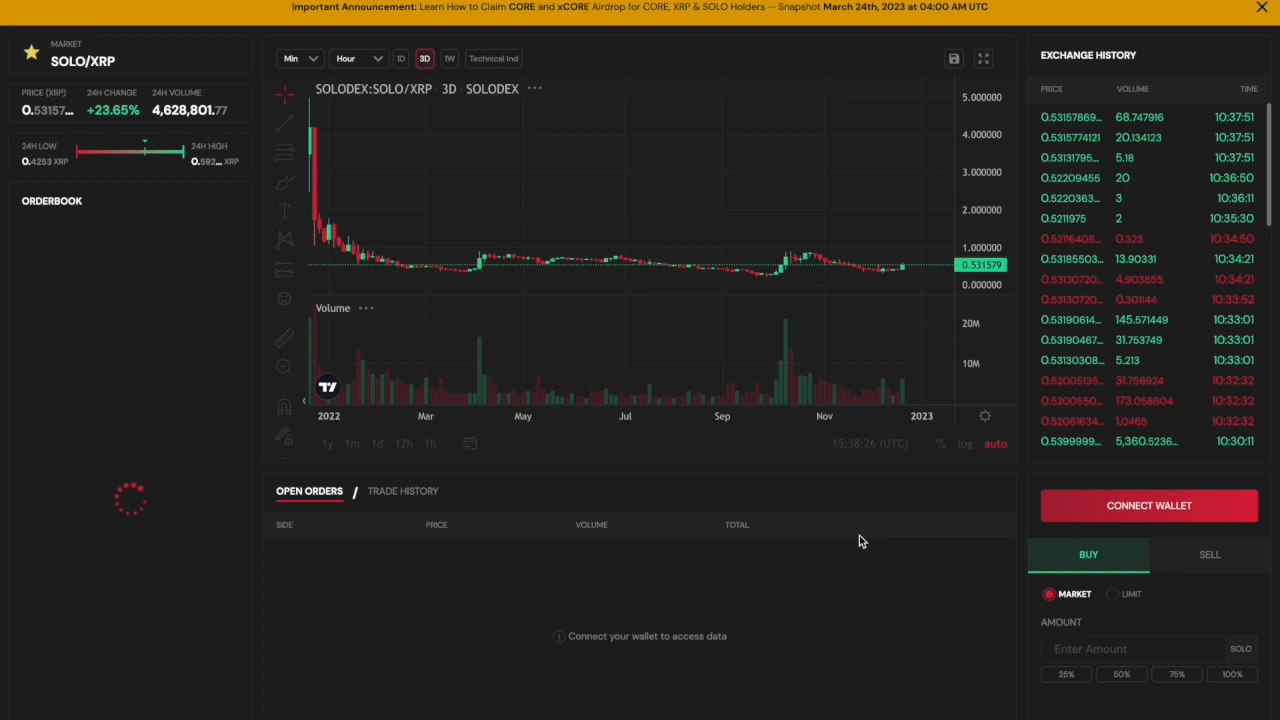 Important Announcement: Learn How to Claim CORE and xCORE Airdrop for CORE, XRP & SOLO Holders — Snapshot March 24th, 2023 at 04:00 AM UTC
MARKET
SOLO/XRP
PRICE (XRP) 24H CHANGE 24H VOLUME
0.53157... +23.65% 4,628,801.77
24H LOW 24H HIGH
0.4253 XRP 0.592... XRP
ORDERBOOK
Min Hour 1D 3D 1W Technical Ind
SOLODEX:SOLO/XRP 3D SOLODEX
5.000000
4.000000
3.000000
2.000000
1.000000
0.531579
0.000000
Volume
20M
10M
2022 Mar May Jul Sep Nov 2023
1y 1m 1d 12h 1h 15:38:26 (UTC) % log auto
OPEN ORDERS / TRADE HISTORY
SIDE PRICE VOLUME TOTAL
Connect your wallet to access data
EXCHANGE HISTORY
PRICE VOLUME TIME
0.53157869... 68.747916 10:37:51
0.5315774121 20.134123 10:37:51
0.53131795... 5.18 10:37:51
0.52209455 20 10:36:50
0.5220363... 3 10:36:11
0.5211975 2 10:35:30
0.52116408... 0.323 10:34:50
0.53185503... 13.90331 10:34:21
0.53130720... 4.903855 10:34:21
0.53130720... 0.301144 10:33:52
0.53190614... 145.571449 10:33:01
0.53190467... 31.753749 10:33:01
0.53130308... 5.213 10:33:01
0.52005135... 31.756924 10:32:32
0.5200550... 173.058604 10:32:32
0.52061634... 1.0465 10:32:32
0.5399999... 5,360.5236... 10:30:11
CONNECT WALLET
BUY SELL
MARKET LIMIT
AMOUNT
Enter Amount SOLO
25% 50% 75% 100%